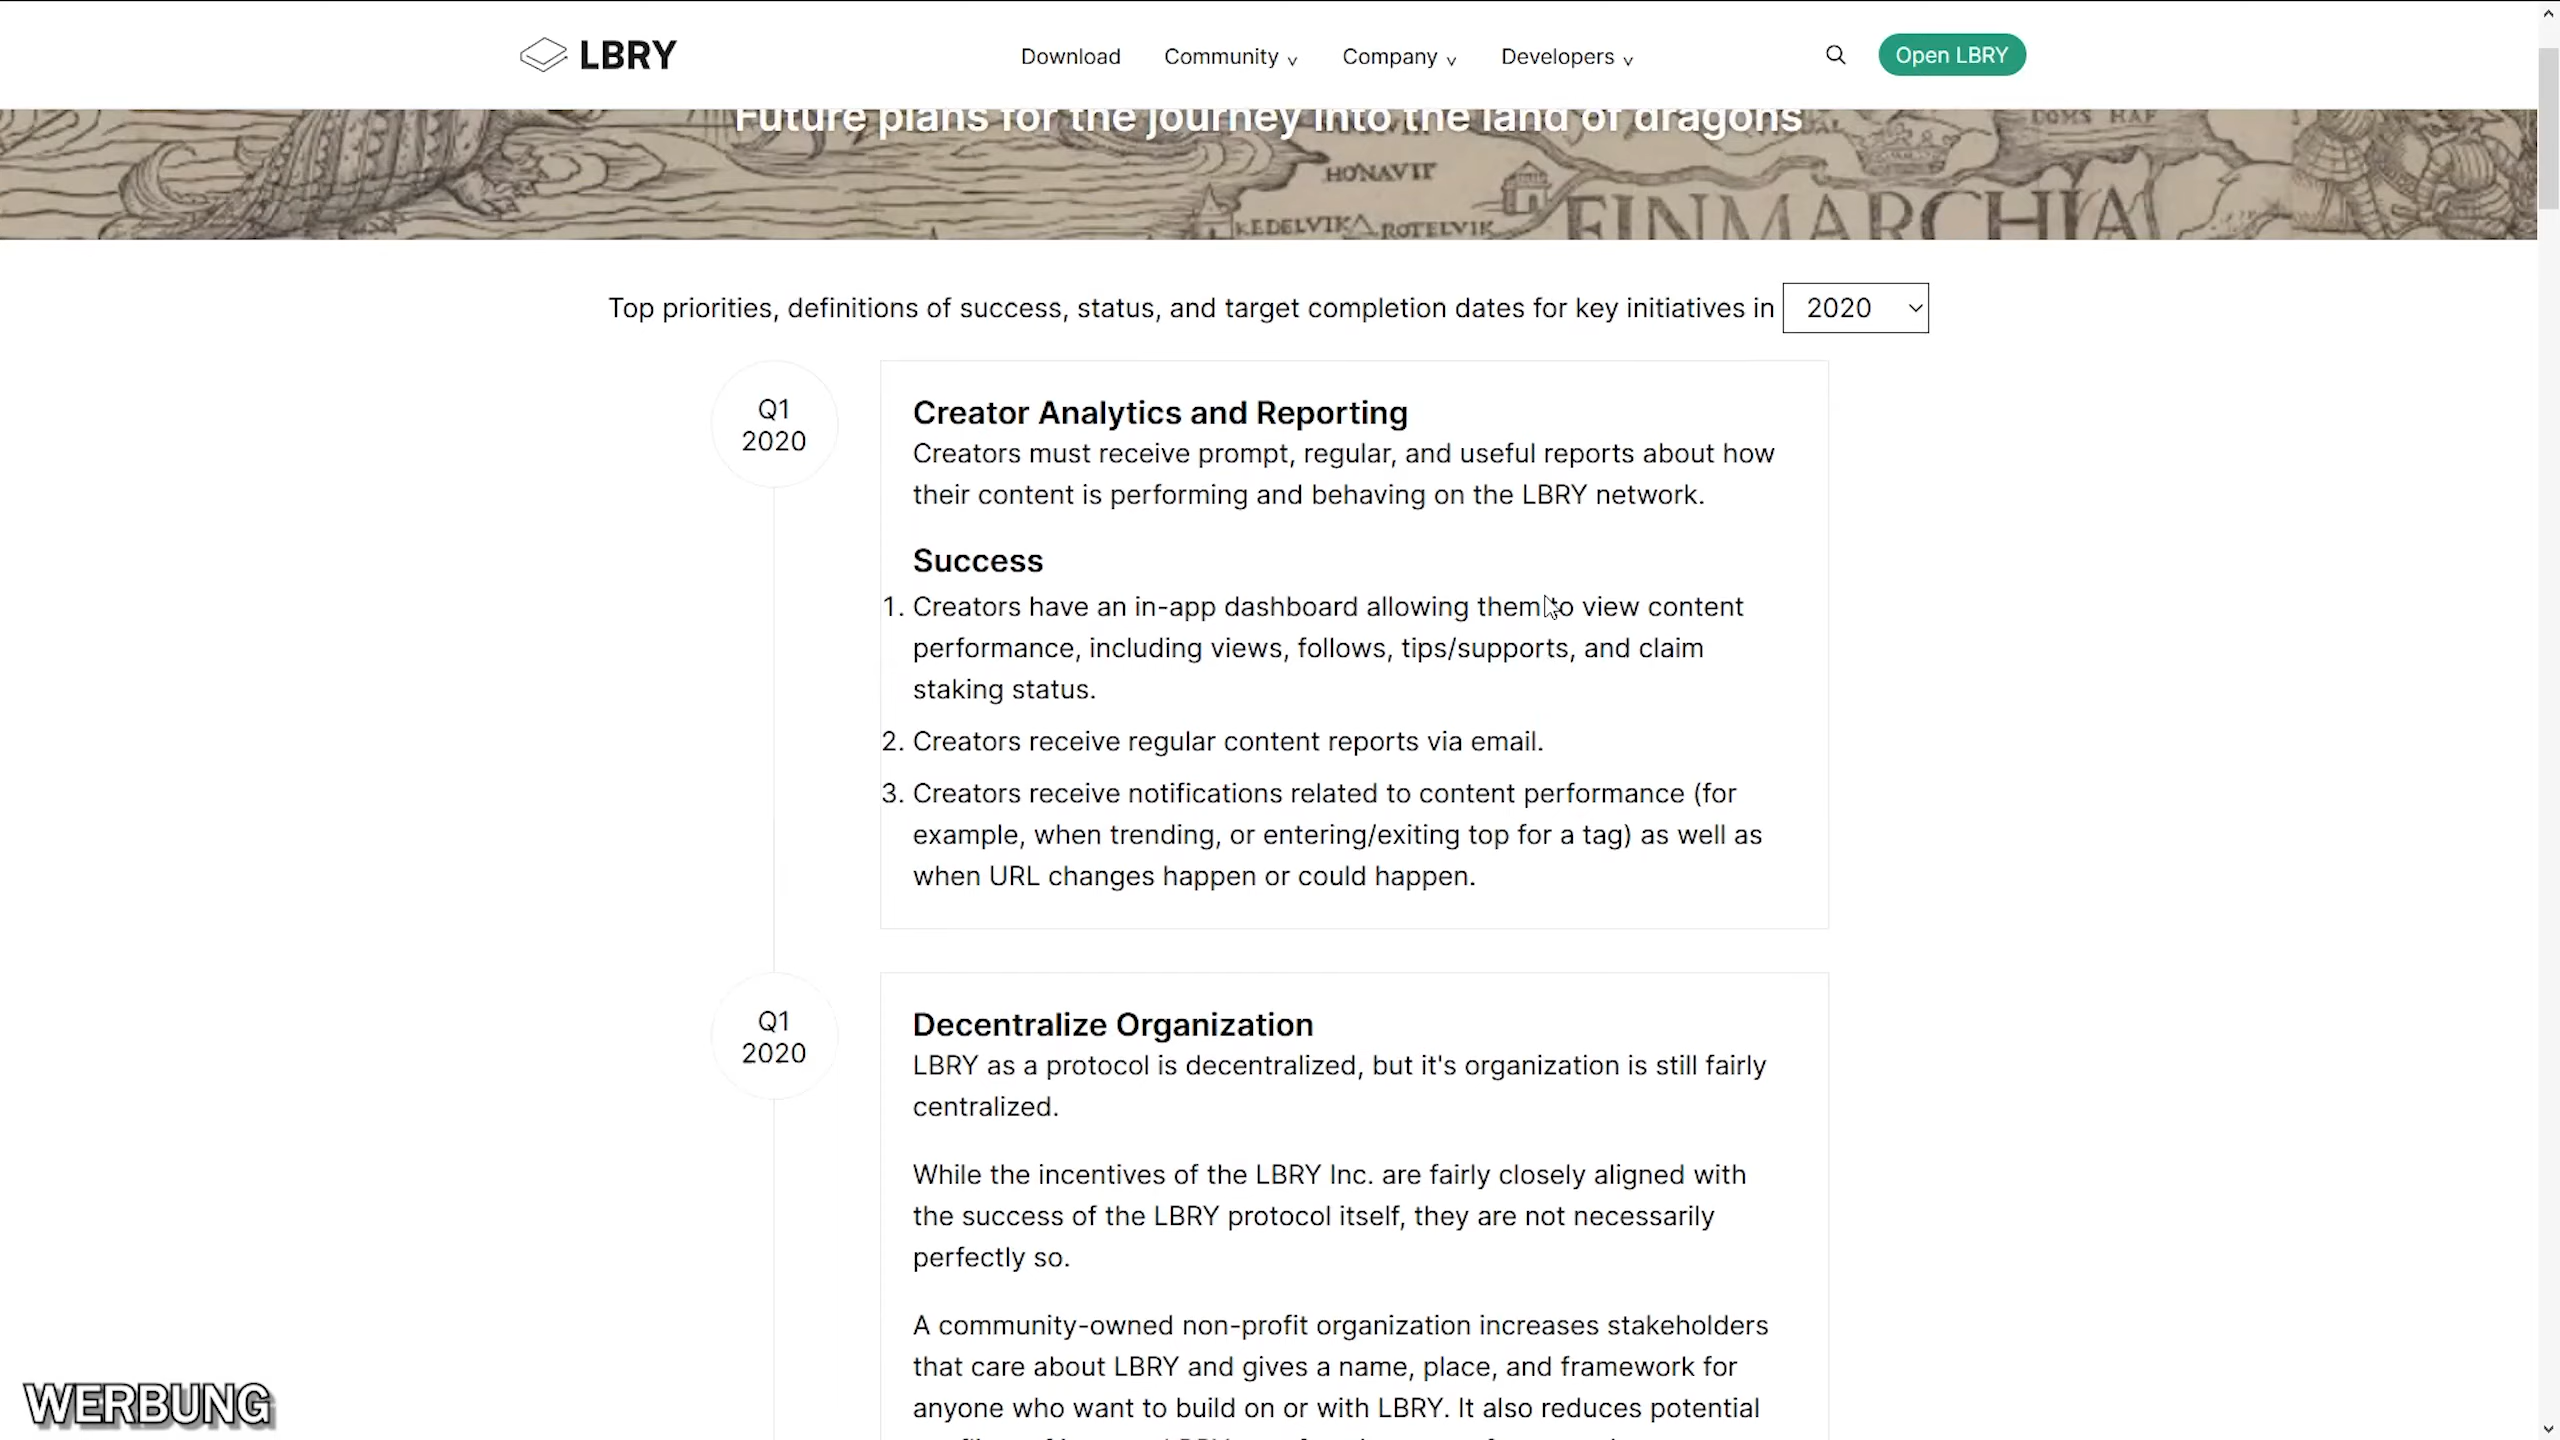 LBRY
Download Community Company Developers Open LBRY
Future plans for the journey into the land of dragons
HONAVIT
KEDELVIKA ROTELVIK
FINMARCHIA
Top priorities, definitions of success, status, and target completion dates for key initiatives in 2020
Q1
2020
Creator Analytics and Reporting
Creators must receive prompt, regular, and useful reports about how
their content is performing and behaving on the LBRY network.
Success
1. Creators have an in-app dashboard allowing them to view content
performance, including views, follows, tips/supports, and claim
staking status.
2. Creators receive regular content reports via email.
3. Creators receive notifications related to content performance (for
example, when trending, or entering/exiting top for a tag) as well as
when URL changes happen or could happen.
Q1
2020
Decentralize Organization
LBRY as a protocol is decentralized, but it's organization is still fairly
centralized.
While the incentives of the LBRY Inc. are fairly closely aligned with
the success of the LBRY protocol itself, they are not necessarily
perfectly so.
A community-owned non-profit organization increases stakeholders
that care about LBRY and gives a name, place, and framework for
anyone who want to build on or with LBRY. It also reduces potential
WERBUNG